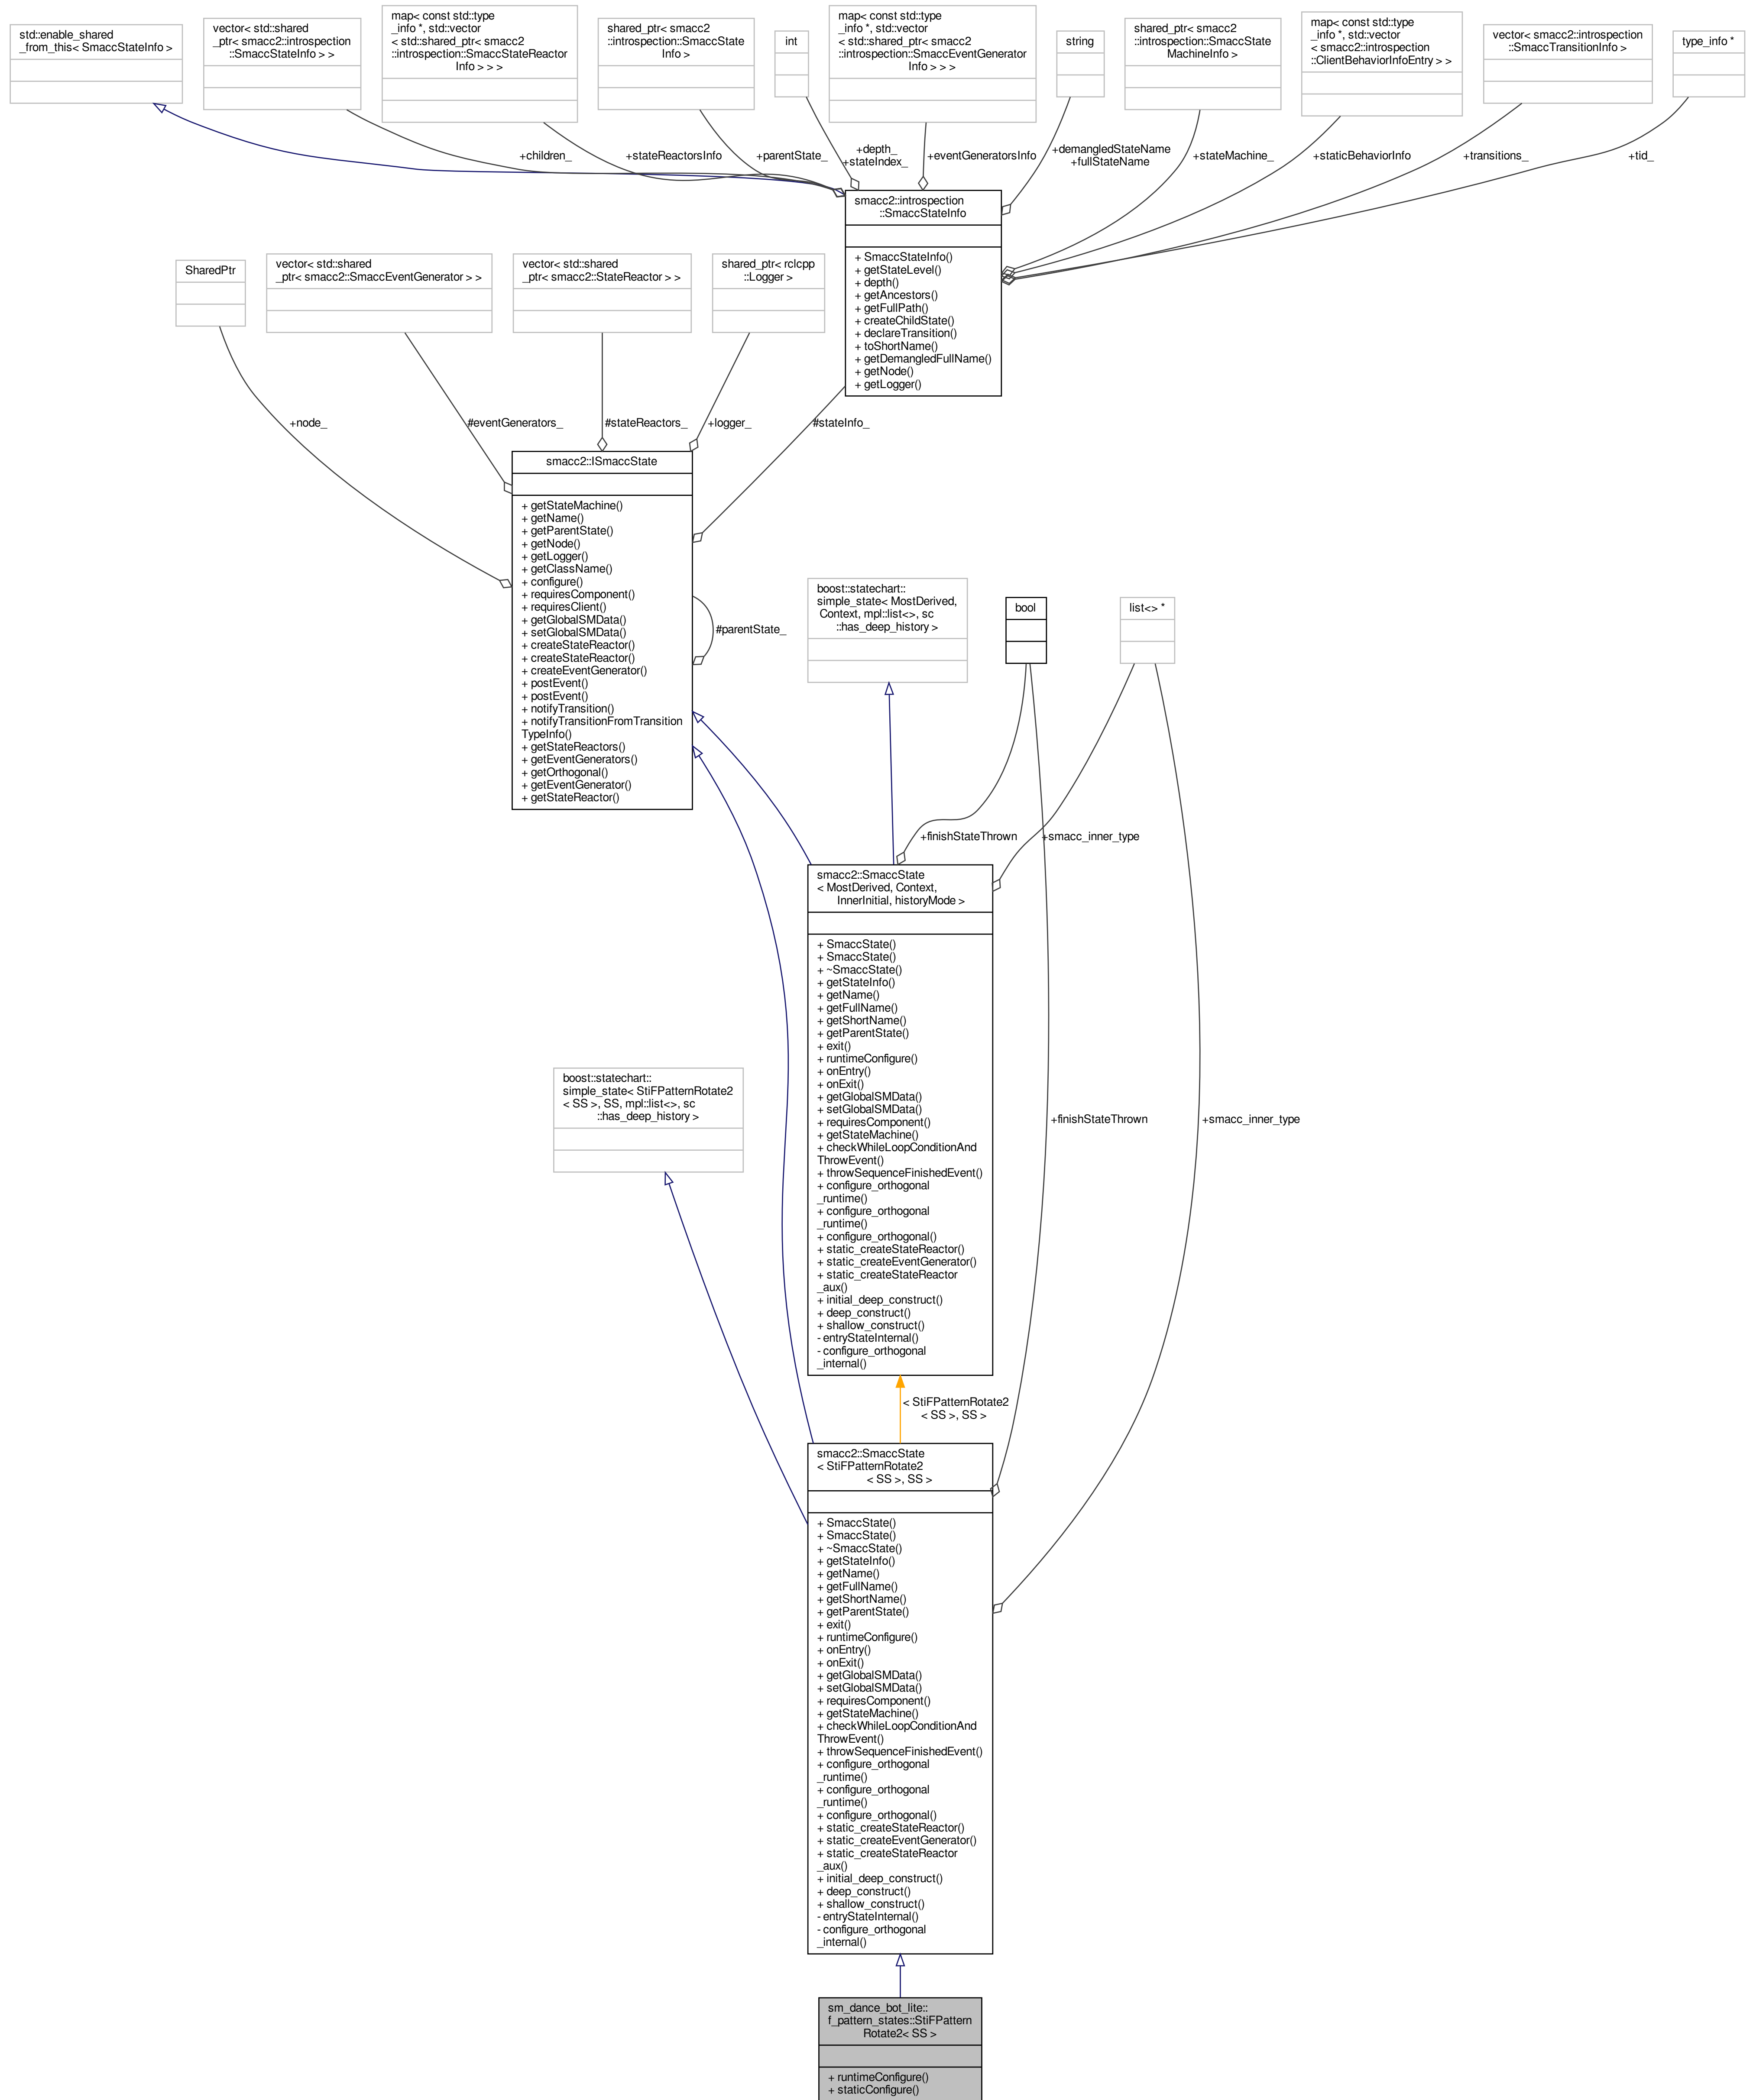 std::enable_shared
_from_this< SmaccStateInfo >
vector< std::shared
_ptr< smacc2::introspection
::SmaccStateInfo > >
map< const std::type
_info *, std::vector
< std::shared_ptr< smacc2
::introspection::SmaccStateReactor
Info > > >
shared_ptr< smacc2
::introspection::SmaccState
Info >
int
map< const std::type
_info *, std::vector
< std::shared_ptr< smacc2
::introspection::SmaccEventGenerator
Info > > >
string
shared_ptr< smacc2
::introspection::SmaccState
MachineInfo >
map< const std::type
_info *, std::vector
< smacc2::introspection
::ClientBehaviorInfoEntry > >
vector< smacc2::introspection
::SmaccTransitionInfo >
type_info *
+children_
+stateReactorsInfo
+parentState_
+depth_
+stateIndex_
+eventGeneratorsInfo
+demangledStateName
+fullStateName
+stateMachine_
+staticBehaviorInfo
+transitions_
+tid_
smacc2::introspection
::SmaccStateInfo
+ SmaccStateInfo()
+ getStateLevel()
+ depth()
+ getAncestors()
+ getFullPath()
+ createChildState()
+ declareTransition()
+ toShortName()
+ getDemangledFullName()
+ getNode()
+ getLogger()
SharedPtr
vector< std::shared
_ptr< smacc2::SmaccEventGenerator > >
vector< std::shared
_ptr< smacc2::StateReactor > >
shared_ptr< rclcpp
::Logger >
+node_
#eventGenerators_
#stateReactors_
+logger_
#stateInfo_
smacc2::ISmaccState
+ getStateMachine()
+ getName()
+ getParentState()
+ getNode()
+ getLogger()
+ getClassName()
+ configure()
+ requiresComponent()
+ requiresClient()
+ getGlobalSMData()
+ setGlobalSMData()
+ createStateReactor()
+ createStateReactor()
+ createEventGenerator()
+ postEvent()
+ postEvent()
+ notifyTransition()
+ notifyTransitionFromTransition
TypeInfo()
+ getStateReactors()
+ getEventGenerators()
+ getOrthogonal()
+ getEventGenerator()
+ getStateReactor()
#parentState_
boost::statechart::
simple_state< MostDerived,
Context, mpl::list<>, sc
::has_deep_history >
bool
list<> *
+finishStateThrown
+smacc_inner_type
smacc2::SmaccState
< MostDerived, Context,
InnerInitial, historyMode >
+ SmaccState()
+ SmaccState()
+ ~SmaccState()
+ getStateInfo()
+ getName()
+ getFullName()
+ getShortName()
+ getParentState()
+ exit()
+ runtimeConfigure()
+ onEntry()
+ onExit()
+ getGlobalSMData()
+ setGlobalSMData()
+ requiresComponent()
+ getStateMachine()
+ checkWhileLoopConditionAnd
ThrowEvent()
+ throwSequenceFinishedEvent()
+ configure_orthogonal
_runtime()
+ configure_orthogonal
_runtime()
+ configure_orthogonal()
+ static_createStateReactor()
+ static_createEventGenerator()
+ static_createStateReactor
_aux()
+ initial_deep_construct()
+ deep_construct()
+ shallow_construct()
- entryStateInternal()
- configure_orthogonal
_internal()
boost::statechart::
simple_state< StiFPatternRotate2
< SS >, SS, mpl::list<>, sc
::has_deep_history >
+finishStateThrown
+smacc_inner_type
< StiFPatternRotate2
< SS >, SS >
smacc2::SmaccState
< StiFPatternRotate2
< SS >, SS >
+ SmaccState()
+ SmaccState()
+ ~SmaccState()
+ getStateInfo()
+ getName()
+ getFullName()
+ getShortName()
+ getParentState()
+ exit()
+ runtimeConfigure()
+ onEntry()
+ onExit()
+ getGlobalSMData()
+ setGlobalSMData()
+ requiresComponent()
+ getStateMachine()
+ checkWhileLoopConditionAnd
ThrowEvent()
+ throwSequenceFinishedEvent()
+ configure_orthogonal
_runtime()
+ configure_orthogonal
_runtime()
+ configure_orthogonal()
+ static_createStateReactor()
+ static_createEventGenerator()
+ static_createStateReactor
_aux()
+ initial_deep_construct()
+ deep_construct()
+ shallow_construct()
- entryStateInternal()
- configure_orthogonal
_internal()
sm_dance_bot_lite::
f_pattern_states::StiFPattern
Rotate2< SS >
+ runtimeConfigure()
+ staticConfigure()